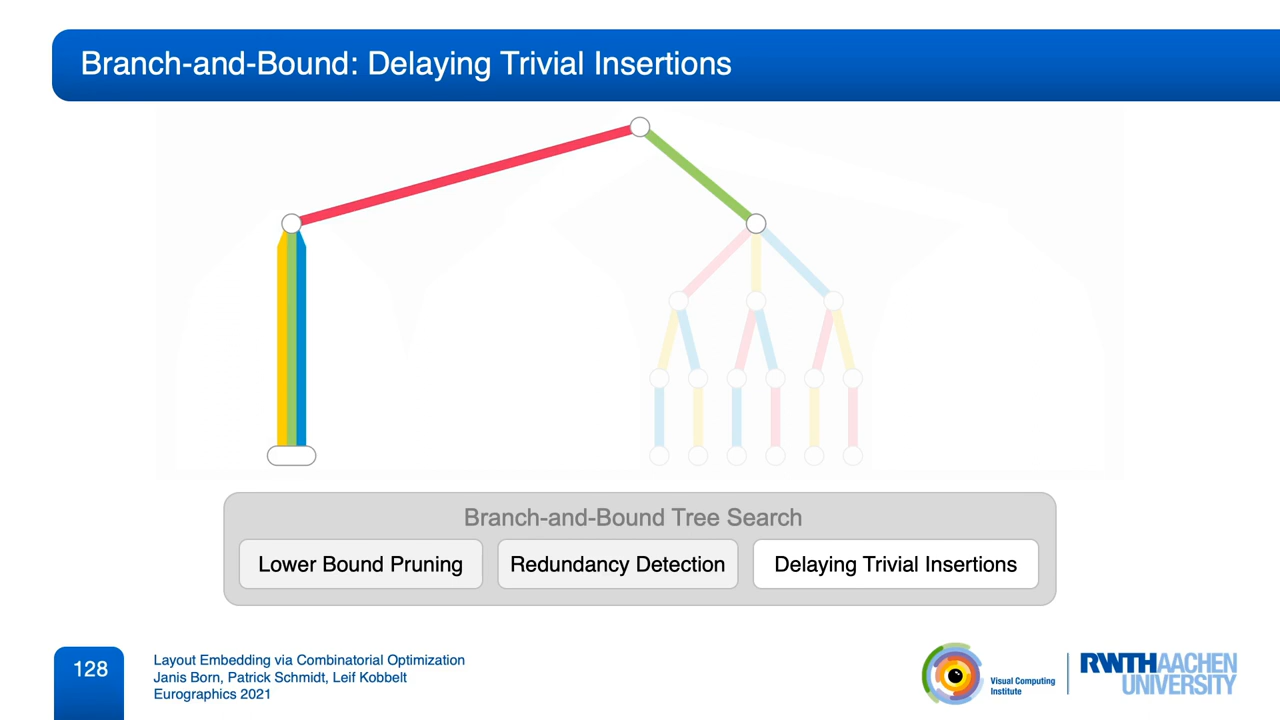 Branch-and-Bound: Delaying Trivial Insertions
Branch-and-Bound Tree Search
Lower Bound Pruning
Redundancy Detection
Delaying Trivial Insertions
128
Layout Embedding via Combinatorial Optimization
Janis Born, Patrick Schmidt, Leif Kobbelt
Eurographics 2021
Visual Computing
Institute
RWTHAACHEN
UNIVERSITY